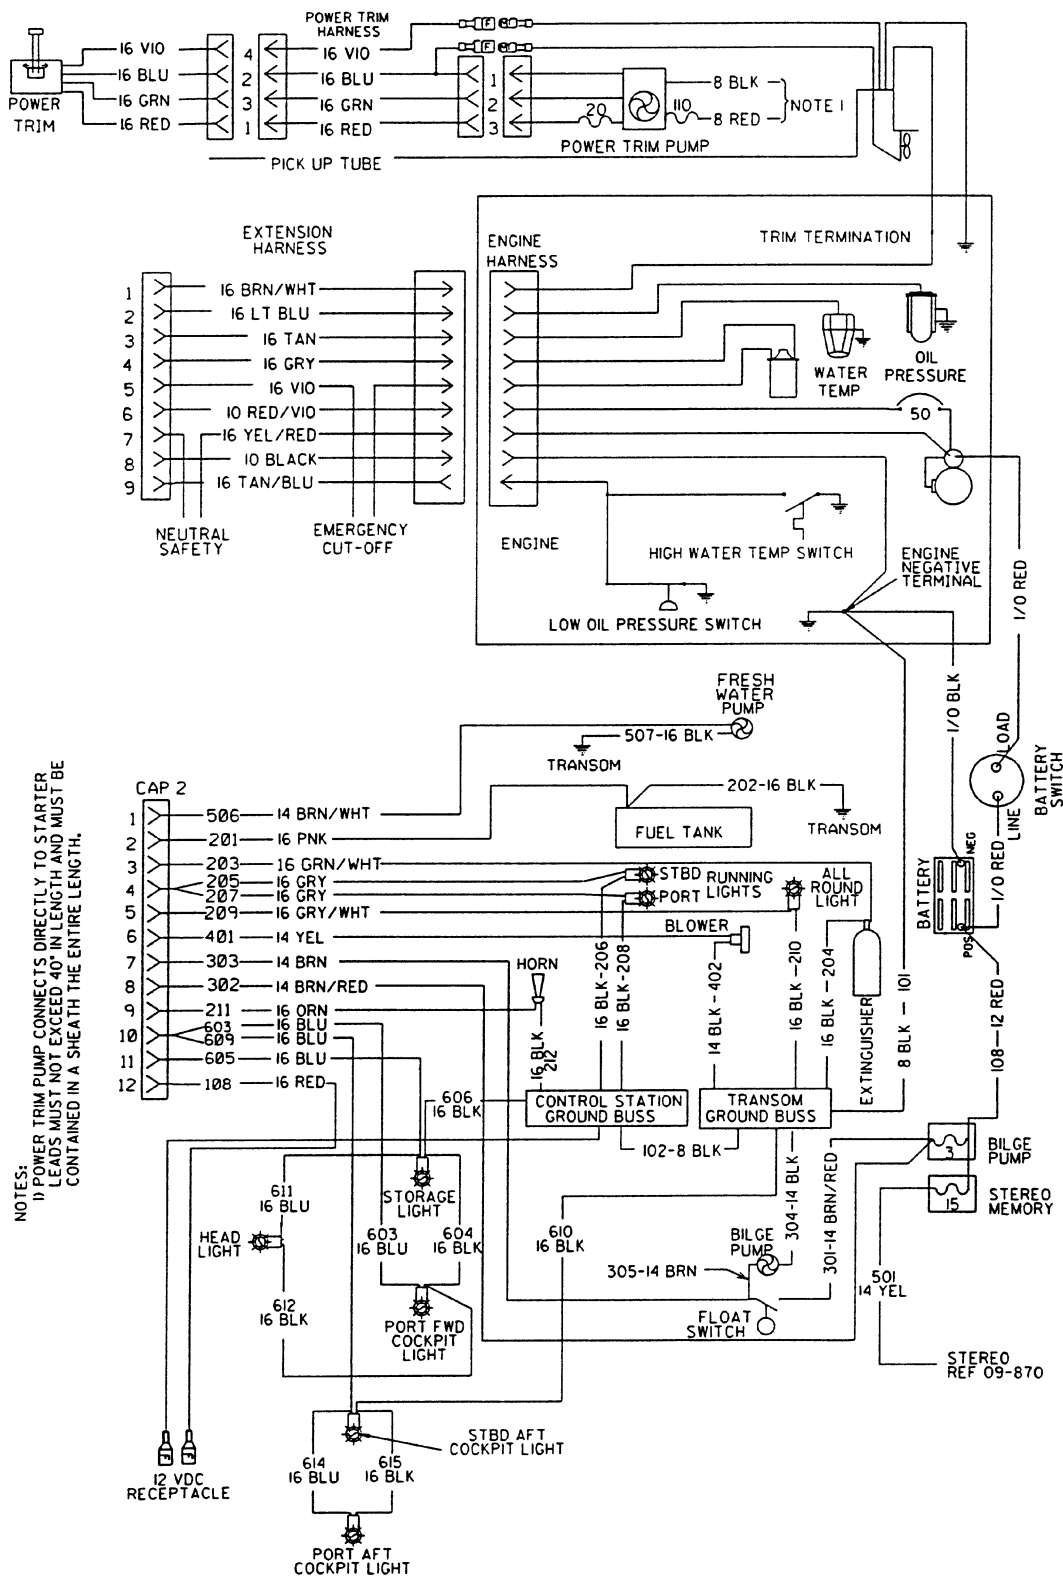 POWER TRIM
HARNESS
16 VIO
16 BLU
16 GRN
16 RED
POWER
TRIM
4
2
3
1
16 VIO
16 BLU
16 GRN
16 RED
F
M
F
M
1
2
3
20
110
8 BLK
8 RED
NOTE 1
POWER TRIM PUMP
PICK UP TUBE
EXTENSION
HARNESS
ENGINE
HARNESS
TRIM TERMINATION
1
16 BRN/WHT
2
16 LT BLU
3
16 TAN
4
16 GRY
5
16 VIO
6
10 RED/VIO
7
16 YEL/RED
8
10 BLACK
9
16 TAN/BLU
NEUTRAL
SAFETY
EMERGENCY
CUT-OFF
ENGINE
WATER
TEMP
OIL
PRESSURE
50
HIGH WATER TEMP SWITCH
LOW OIL PRESSURE SWITCH
ENGINE
NEGATIVE
TERMINAL
1/0 RED
1/0 BLK
LOAD
LINE
BATTERY
SWITCH
1/0 RED
BATTERY
NEG
POS
108-12 RED
FRESH
WATER
PUMP
507-16 BLK
TRANSOM
202-16 BLK
FUEL TANK
TRANSOM
NOTES:
1) POWER TRIM PUMP CONNECTS DIRECTLY TO STARTER
LEADS MUST NOT EXCEED 40" IN LENGTH AND MUST BE
CONTAINED IN A SHEATH THE ENTIRE LENGTH.
CAP 2
1 506 14 BRN/WHT
2 201 16 PNK
3 203 16 GRN/WHT
4 205 16 GRY
207 16 GRY
5 209 16 GRY/WHT
6 401 14 YEL
7 303 14 BRN
8 302 14 BRN/RED
9 211 16 ORN
10 603 16 BLU
609 16 BLU
11 605 16 BLU
12 108 16 RED
STBD
PORT
RUNNING
LIGHTS
ALL
ROUND
LIGHT
BLOWER
HORN
16 BLK
212
16 BLK-206
16 BLK-208
14 BLK-402
16 BLK-210
16 BLK-204
EXTINGUISHER
8 BLK-101
CONTROL STATION
GROUND BUSS
TRANSOM
GROUND BUSS
606
16 BLK
102-8 BLK
304-14 BLK
301-14 BRN/RED
3
BILGE
PUMP
15
STEREO
MEMORY
611
16 BLU
STORAGE
LIGHT
HEAD
LIGHT
603
16 BLU
604
16 BLK
610
16 BLK
BILGE
PUMP
305-14 BRN
FLOAT
SWITCH
501
14 YEL
612
16 BLK
PORT FWD
COCKPIT
LIGHT
STEREO
REF 09-870
STBD AFT
COCKPIT LIGHT
614
16 BLU
615
16 BLK
12 VDC
RECEPTACLE
PORT AFT
COCKPIT LIGHT